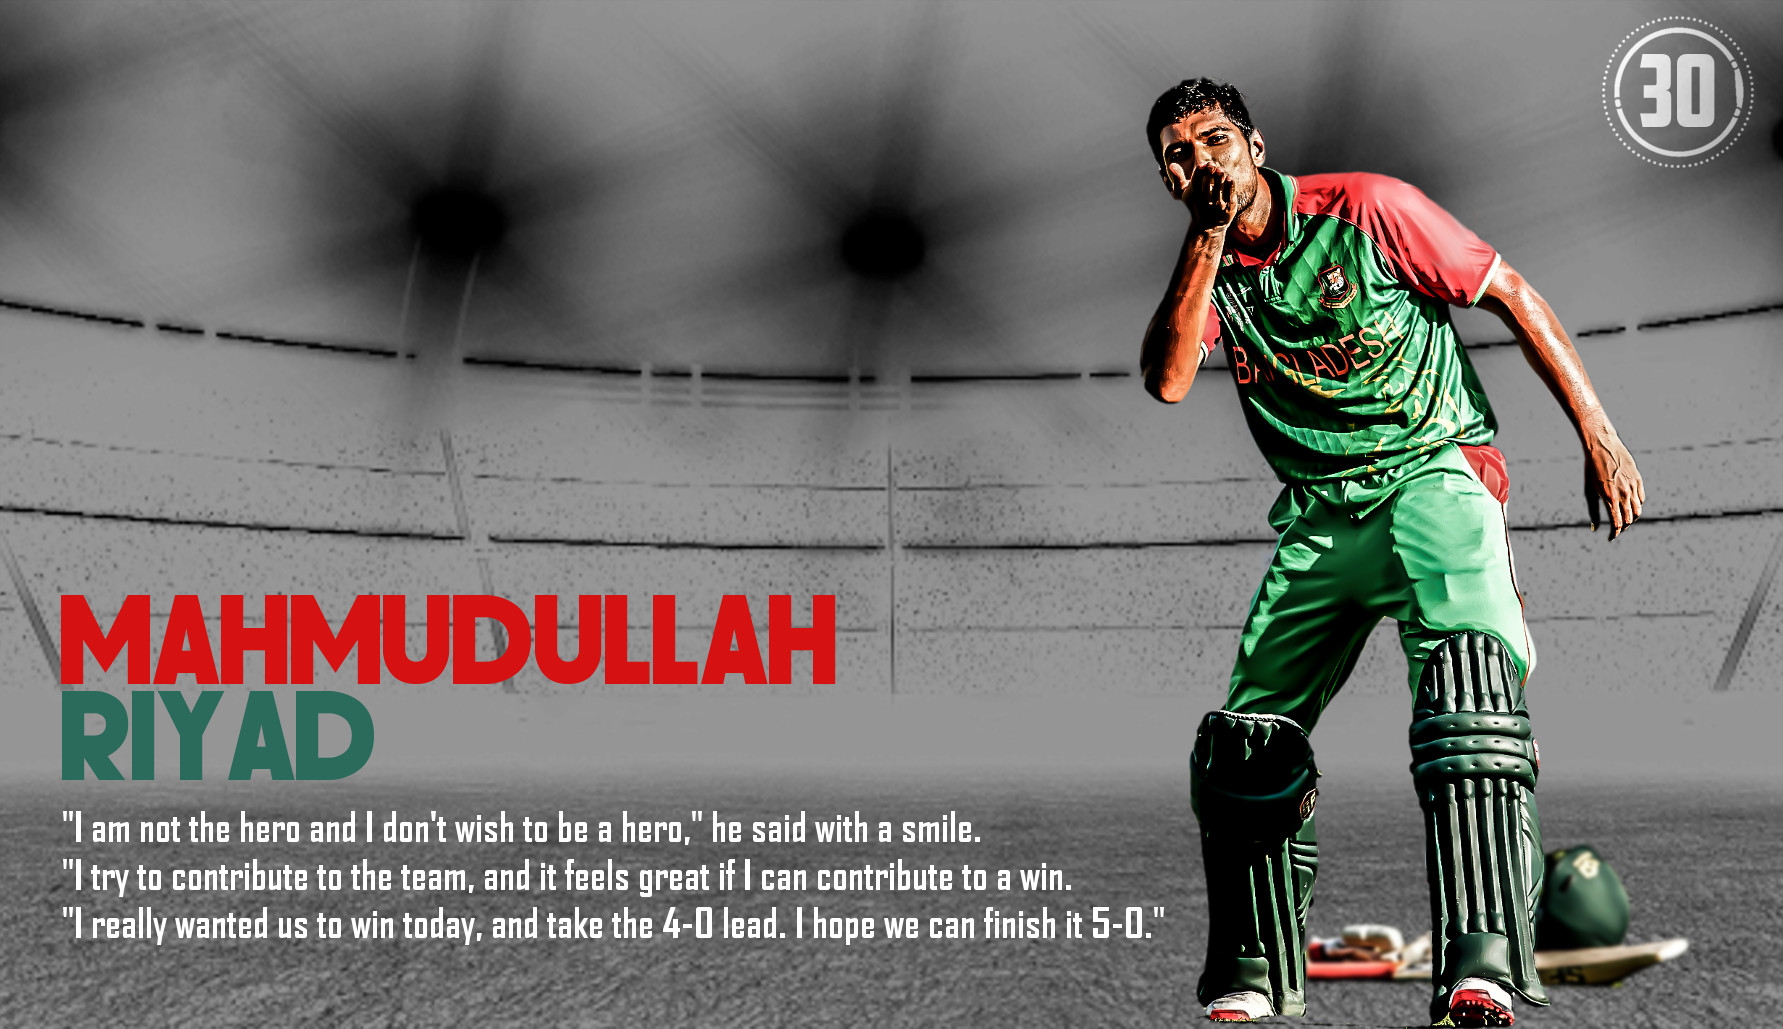 30
BANGLADESH
MAHMUDULLAH
RIYAD
"I am not the hero and I don't wish to be a hero," he said with a smile.
"I try to contribute to the team, and it feels great if I can contribute to a win.
"I really wanted us to win today, and take the 4-0 lead. I hope we can finish it 5-0."